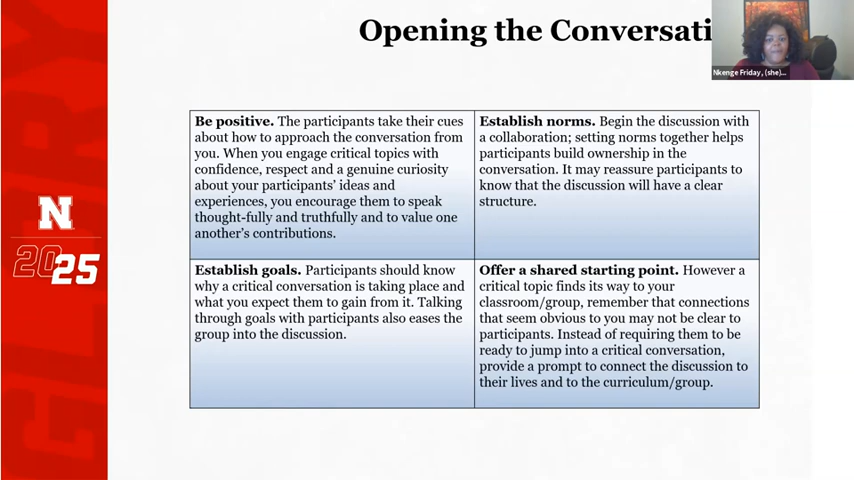 Opening the Conversati
Nkenge Friday, (she)...
Be positive. The participants take their cues
about how to approach the conversation from
you. When you engage critical topics with
confidence, respect and a genuine curiosity
about your participants' ideas and
experiences, you encourage them to speak
thought-fully and truthfully and to value one
another's contributions.
Establish norms. Begin the discussion with
a collaboration; setting norms together helps
participants build ownership in the
conversation. It may reassure participants to
know that the discussion will have a clear
structure.
Establish goals. Participants should know
why a critical conversation is taking place and
what you expect them to gain from it. Talking
through goals with participants also eases the
group into the discussion.
Offer a shared starting point. However a
critical topic finds its way to your
classroom/group, remember that connections
that seem obvious to you may not be clear to
participants. Instead of requiring them to be
ready to jump into a critical conversation,
provide a prompt to connect the discussion to
their lives and to the curriculum/group.
GLORY
N
2025